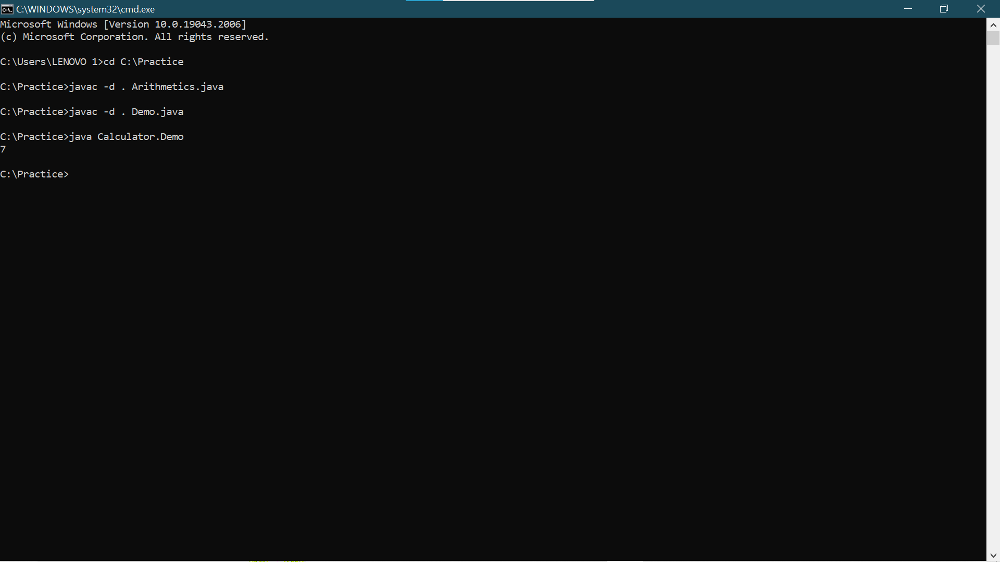 C:\WINDOWS\system32\cmd.exe
Microsoft Windows [Version 10.0.19043.2006]
(c) Microsoft Corporation. All rights reserved.
C:\Users\LENOVO 1>cd C:\Practice
C:\Practice>javac -d . Arithmetics.java
C:\Practice>javac -d . Demo.java
C:\Practice>java Calculator.Demo
7
C:\Practice>